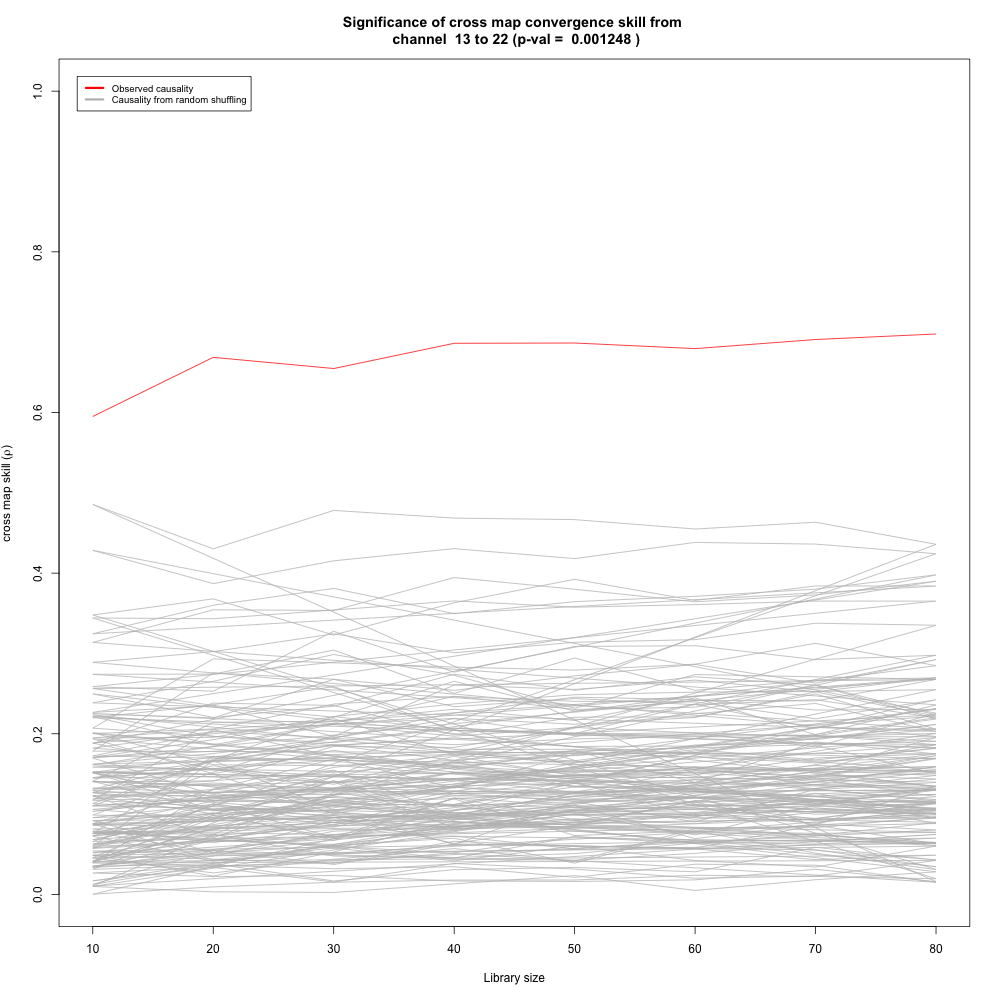 Significance of cross map convergence skill from
channel  13 to 22 (p-val =  0.001248 )
Observed causality
Causality from random shuffling
1.0
0.8
0.6
0.4
0.2
0.0
cross map skill (ρ)
10 20 30 40 50 60 70 80
Library size